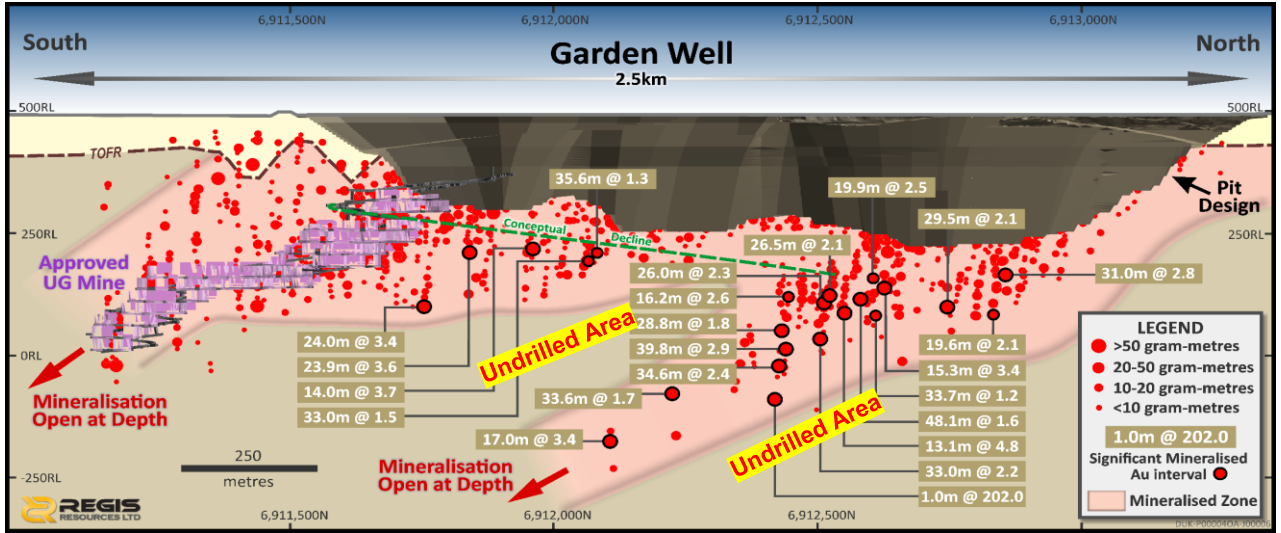 6,911,500N
6,912,000N
6,912,500N
6,913,000N
South
Garden Well
North
2.5km
500RL
500RL
TOFR
35.6m @ 1.3
19.9m @ 2.5
Pit
Design
29.5m @ 2.1
Conceptual Decline
250RL
250RL
26.5m @ 2.1
Approved
UG Mine
26.0m @ 2.3
31.0m @ 2.8
16.2m @ 2.6
28.8m @ 1.8
Undrilled Area
24.0m @ 3.4
39.8m @ 2.9
19.6m @ 2.1
0RL
23.9m @ 3.6
34.6m @ 2.4
15.3m @ 3.4
14.0m @ 3.7
33.6m @ 1.7
33.7m @ 1.2
33.0m @ 1.5
Undrilled Area
48.1m @ 1.6
Mineralisation
Open at Depth
17.0m @ 3.4
13.1m @ 4.8
33.0m @ 2.2
1.0m @ 202.0
Mineralisation
Open at Depth
250
metres
-250RL
LEGEND
>50 gram-metres
20-50 gram-metres
10-20 gram-metres
<10 gram-metres
1.0m @ 202.0
Significant Mineralised
Au interval
Mineralised Zone
REGIS
RESOURCES LTD
6,911,500N
6,912,000N
6,912,500N